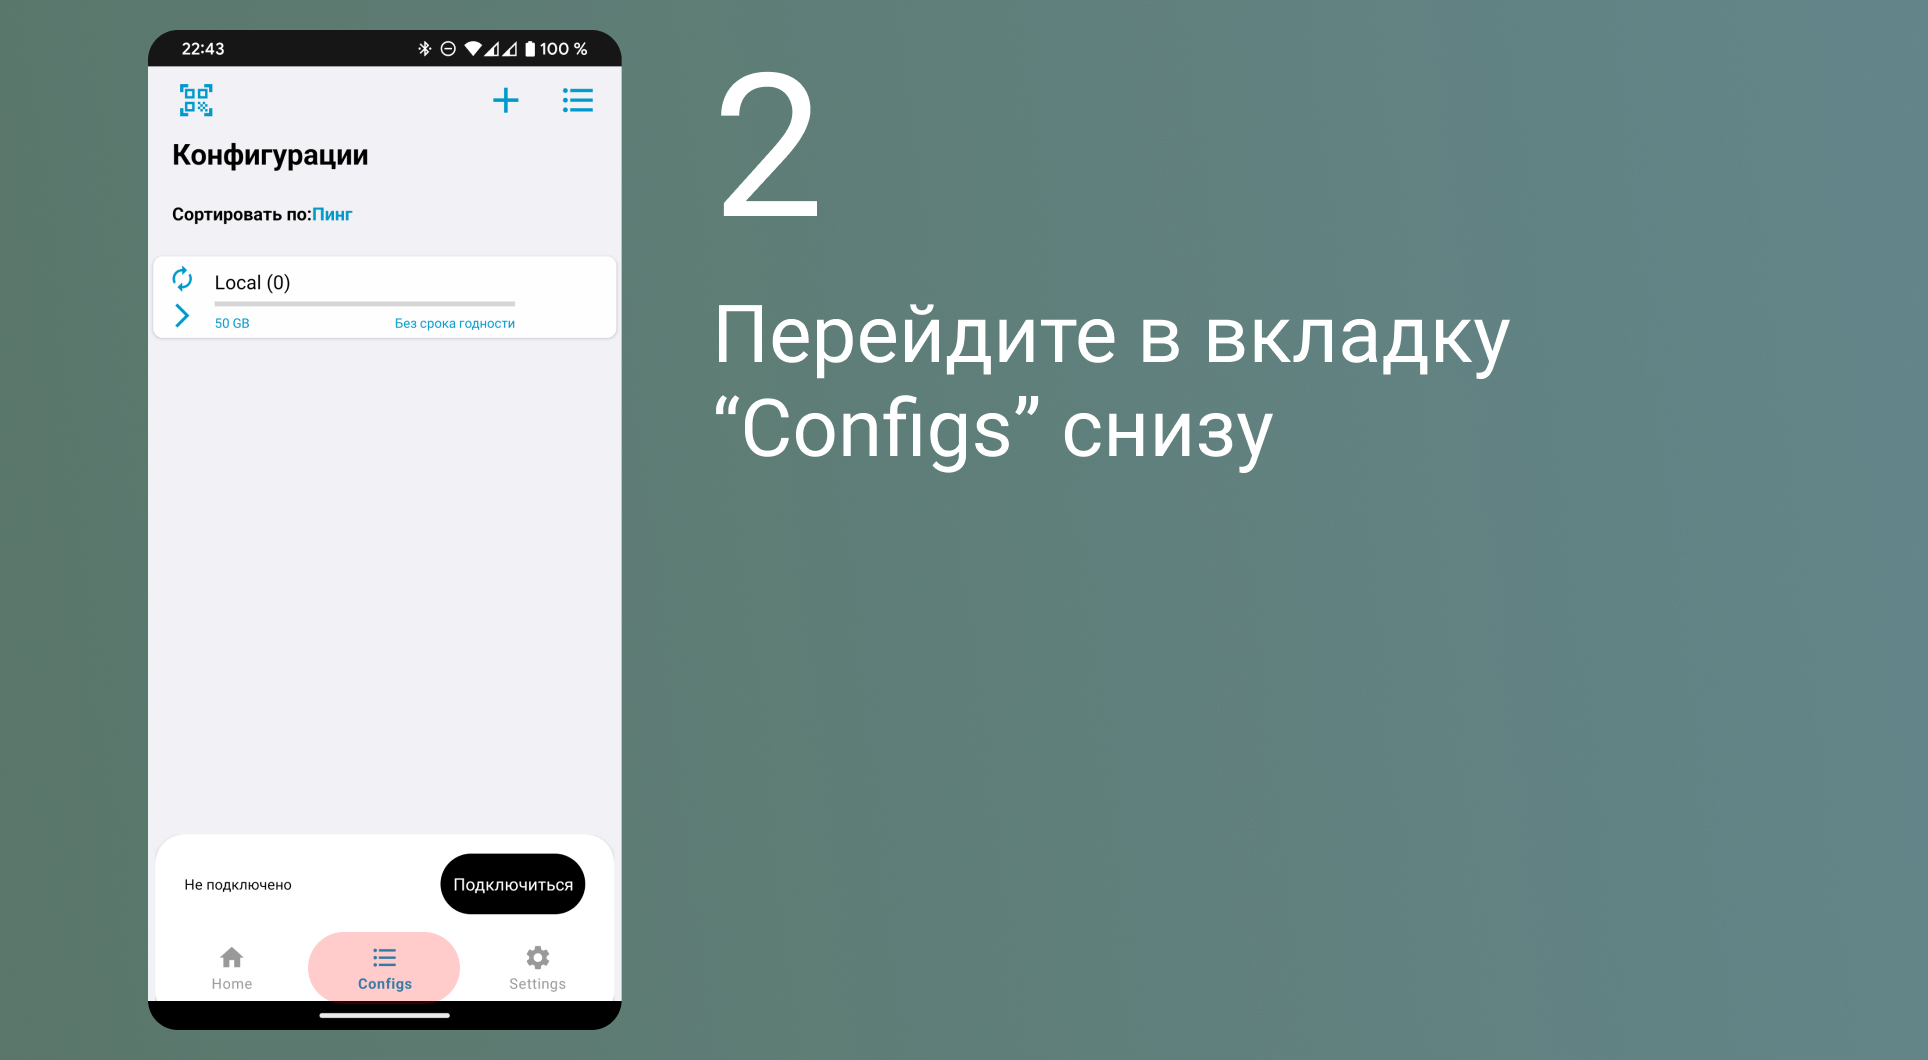 22:43
100 %
Конфигурации
Сортировать по:Пинг
Local (0)
50 GB
Без срока годности
Не подключено
Подключиться
Home
Configs
Settings
2
Перейдите в вкладку
“Configs” снизу